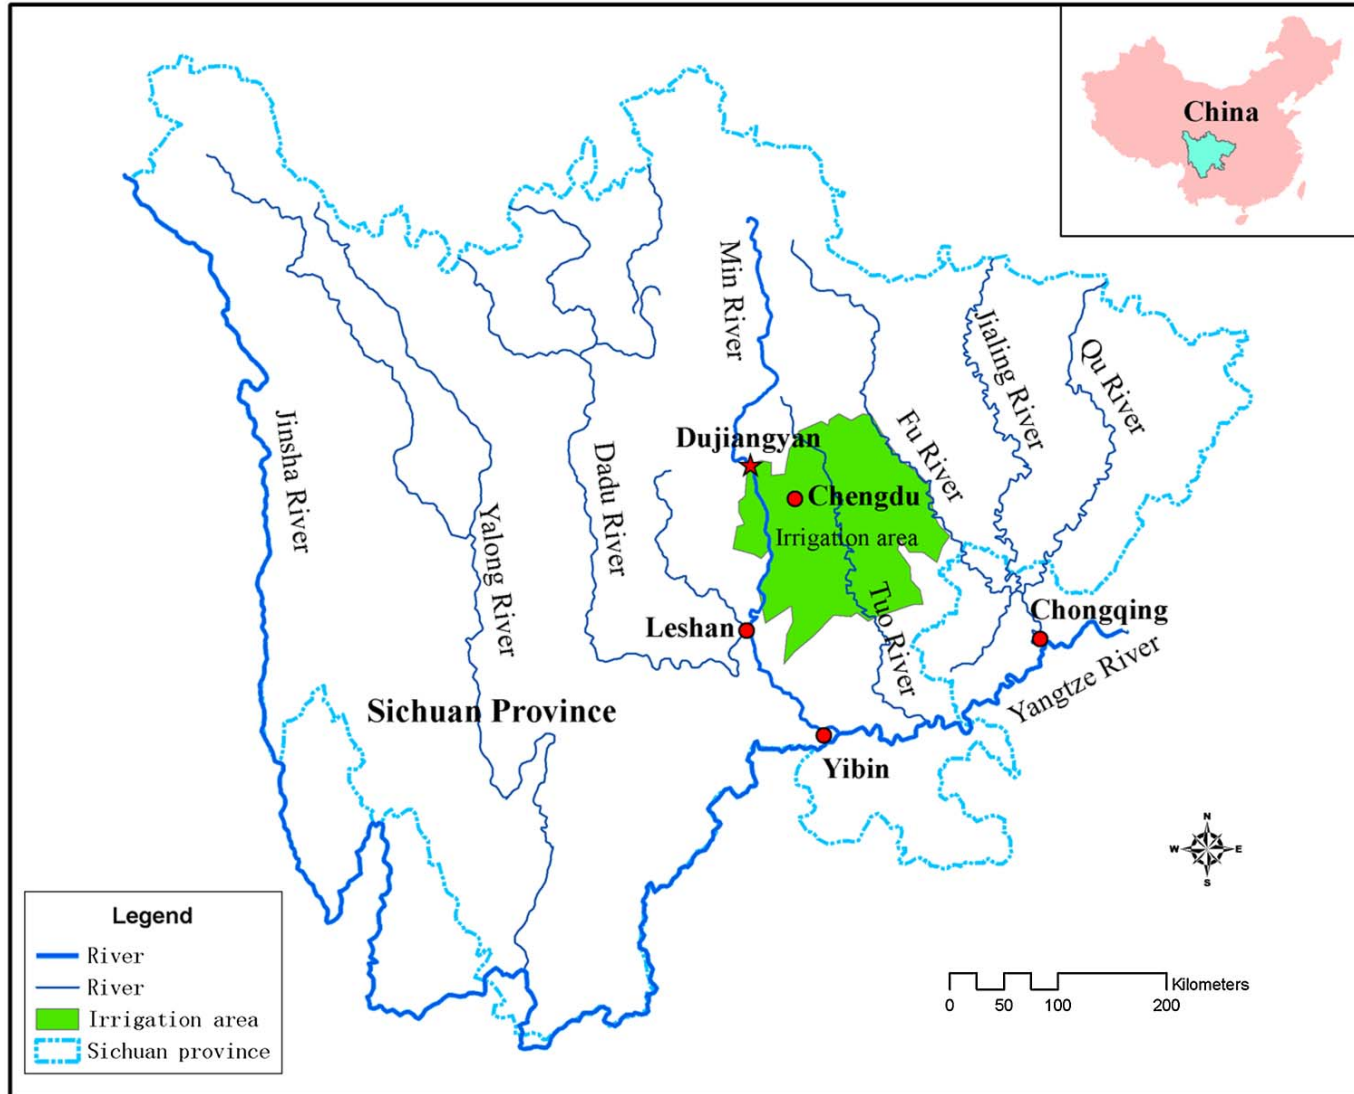 China
Min River
Jialing River
Qu River
Jinsha River
Dujiangyan
Fu River
Dadu River
Chengdu
Yalong River
Irrigation area
Tuo River
Leshan
Chongqing
Yangtze River
Sichuan Province
Yibin
N
W E
S
Legend
River
River
Irrigation area
Sichuan province
Kilometers
0 50 100 200